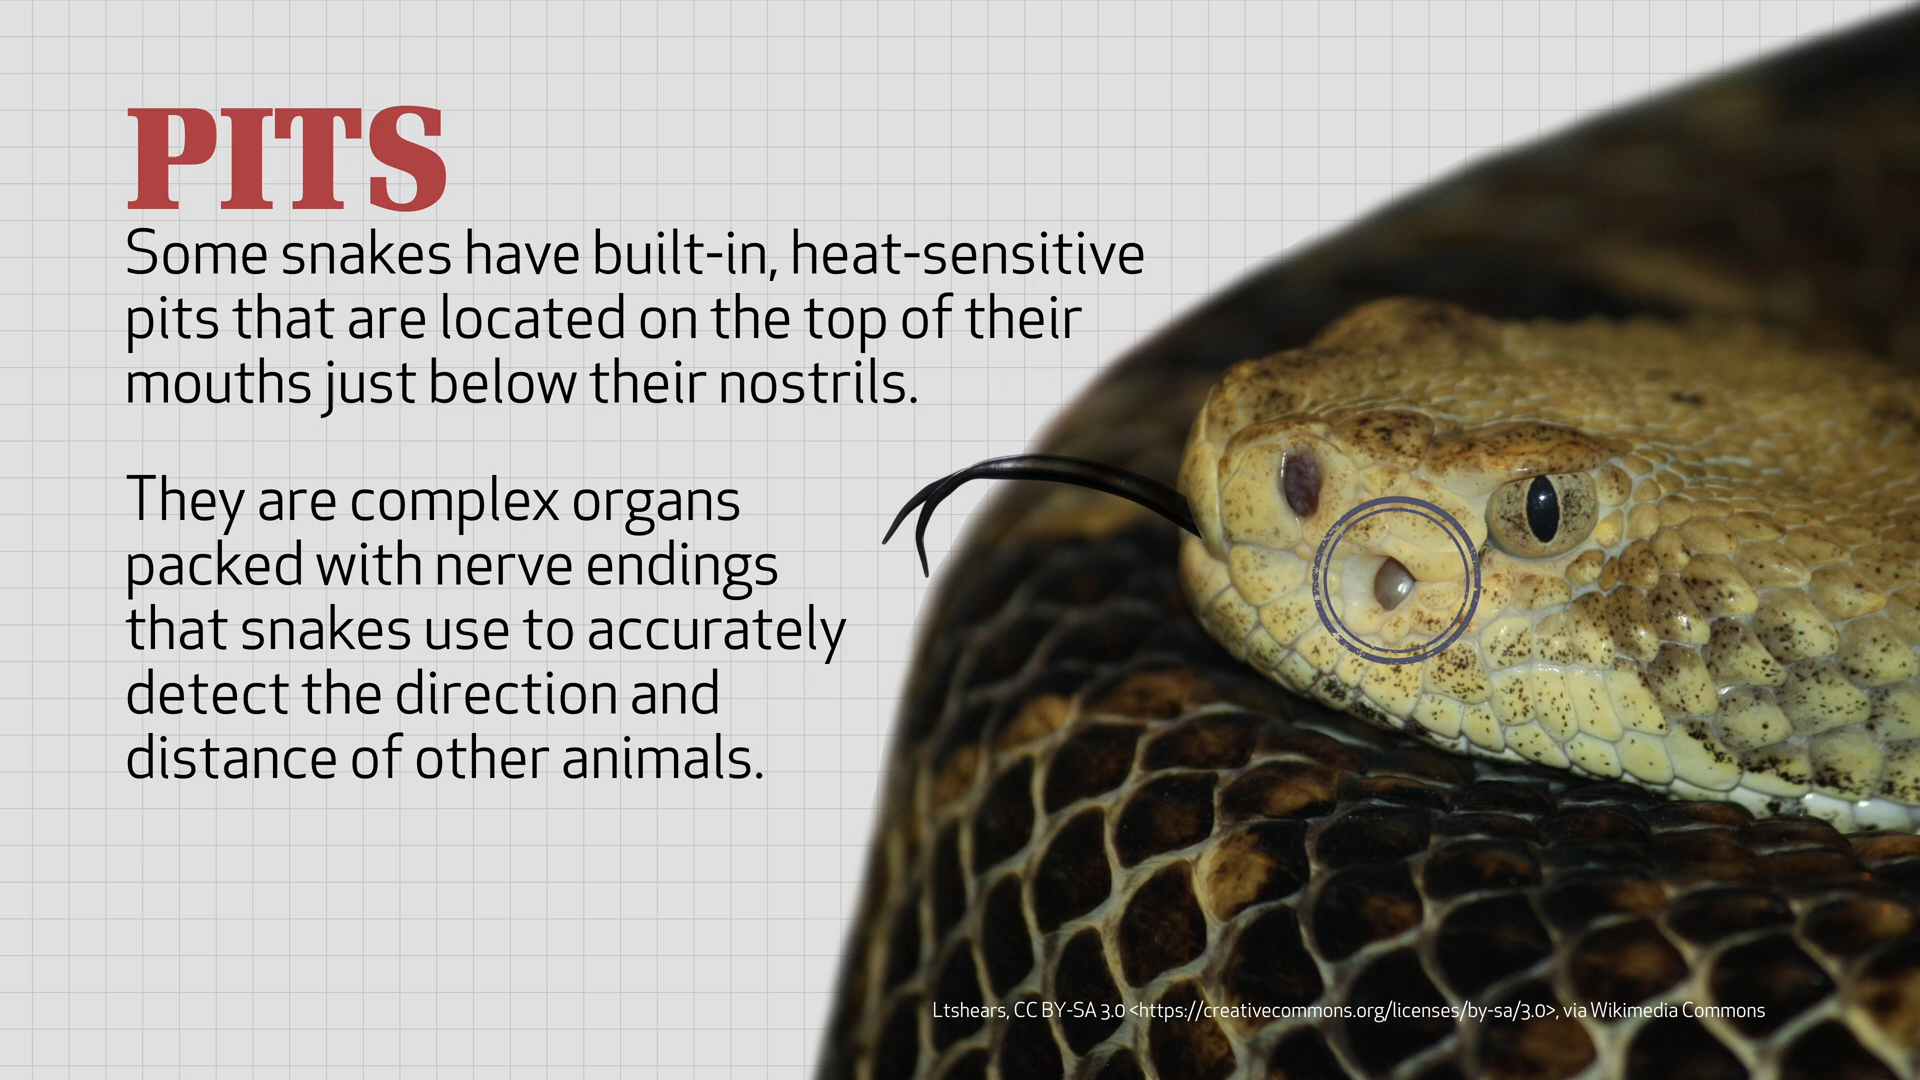 PITS
Some snakes have built-in, heat-sensitive
pits that are located on the top of their
mouths just below their nostrils.
They are complex organs
packed with nerve endings
that snakes use to accurately
detect the direction and
distance of other animals.
Ltshears, CC BY-SA 3.0 <https://creativecommons.org/licenses/by-sa/3.0>, via Wikimedia Commons